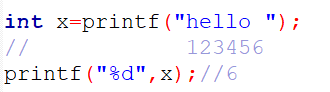 int x=printf("hello ");
//             123456
printf("%d",x);//6